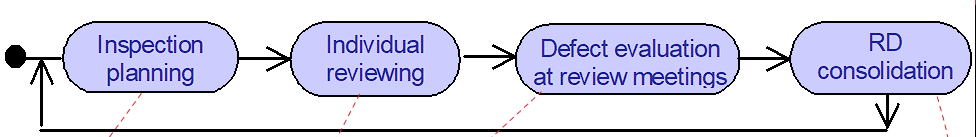 Inspection
planning
Individual
reviewing
Defect evaluation
at review meetings
RD
consolidation